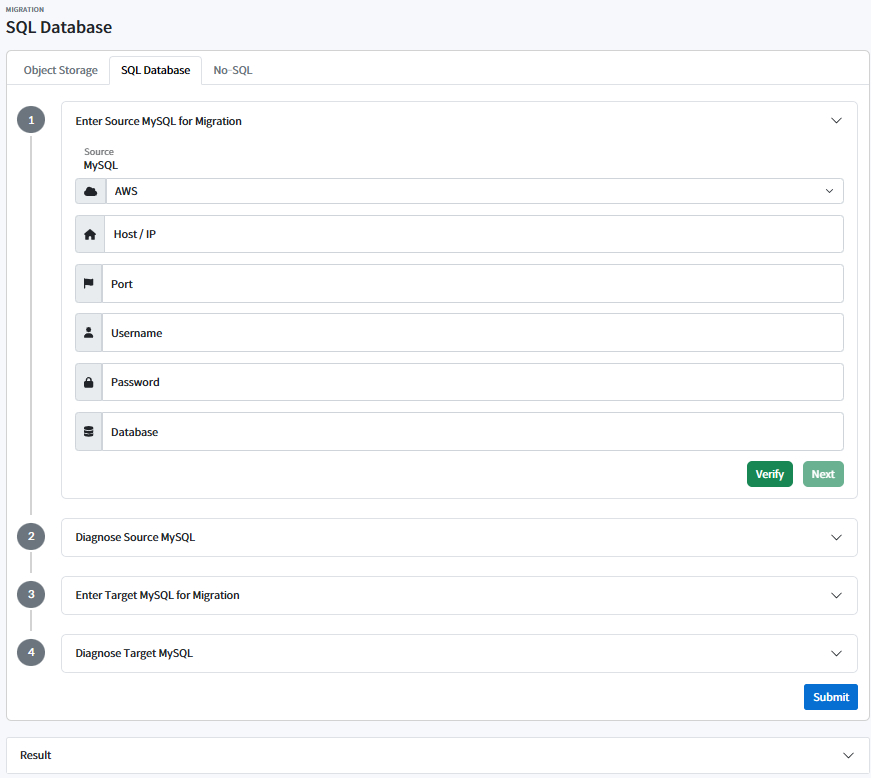 MIGRATION
SQL Database
Object Storage SQL Database No-SQL
1 Enter Source MySQL for Migration
Source
MySQL
AWS
Host / IP
Port
Username
Password
Database
Verify Next
2 Diagnose Source MySQL
3 Enter Target MySQL for Migration
4 Diagnose Target MySQL
Submit
Result